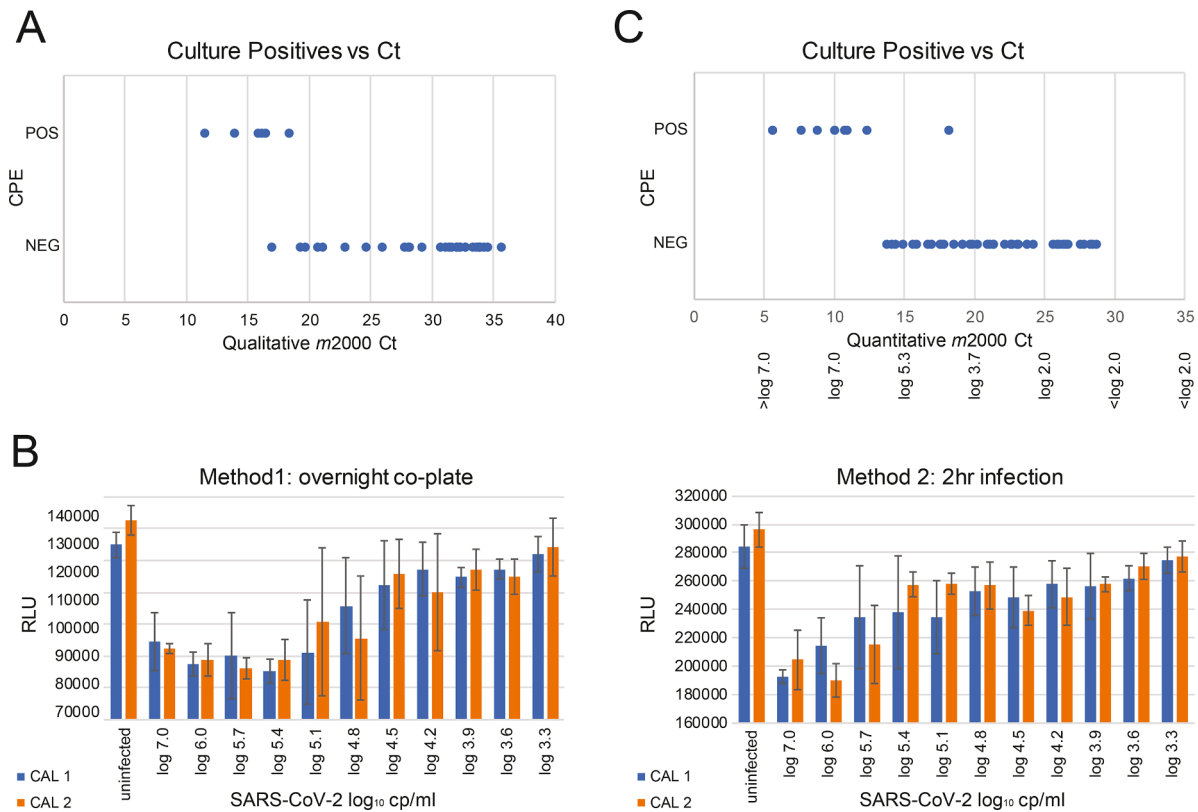 A
Culture Positives vs Ct
POS
CPE
NEG
0 5 10 15 20 25 30 35 40
Qualitative m2000 Ct
C
Culture Positive vs Ct
POS
CPE
NEG
0 5 10 15 20 25 30 35
Quantitative m2000 Ct
>log 7.0 log 7.0 log 5.3 log 3.7 log 2.0 <log 2.0 <log 2.0
B
Method1: overnight co-plate
140000
130000
120000
110000
100000
90000
80000
70000
RLU
uninfected log 7.0 log 6.0 log 5.7 log 5.4 log 5.1 log 4.8 log 4.5 log 4.2 log 3.9 log 3.6 log 3.3
CAL 1
CAL 2
SARS-CoV-2 log₁₀ cp/ml
Method 2: 2hr infection
320000
300000
280000
260000
240000
220000
200000
180000
160000
RLU
uninfected log 7.0 log 6.0 log 5.7 log 5.4 log 5.1 log 4.8 log 4.5 log 4.2 log 3.9 log 3.6 log 3.3
CAL 1
CAL 2
SARS-CoV-2 log₁₀ cp/ml